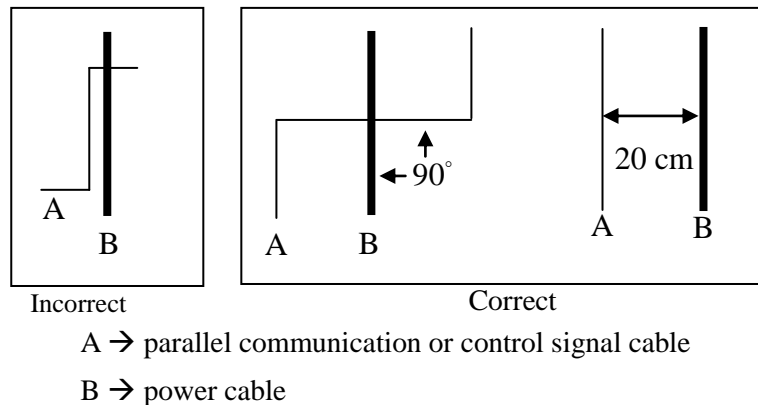 A
B
Incorrect
90°
A
B
20 cm
A
B
Correct
A → parallel communication or control signal cable
B → power cable